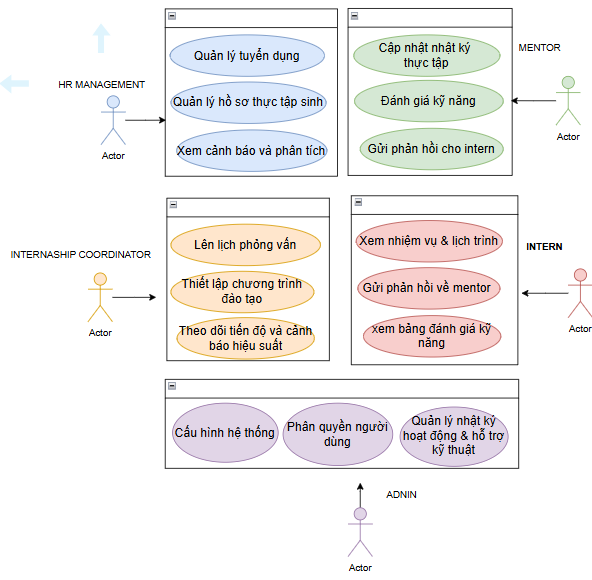 HR MANAGEMENT
Actor
Quản lý tuyển dụng
Quản lý hồ sơ thực tập sinh
Xem cảnh báo và phân tích
Cập nhật nhật ký
thực tập
Đánh giá kỹ năng
Gửi phản hồi cho intern
MENTOR
Actor
INTERNASHIP COORDINATOR
Actor
Lên lịch phỏng vấn
Thiết lập chương trình
đào tạo
Theo dõi tiến độ và cảnh
báo hiệu suất
Xem nhiệm vụ & lịch trình
Gửi phản hồi về mentor
xem bảng đánh giá kỹ
năng
INTERN
Actor
Cấu hình hệ thống
Phân quyền người
dùng
Quản lý nhật ký
hoạt động & hỗ trợ
kỹ thuật
ADNIN
Actor